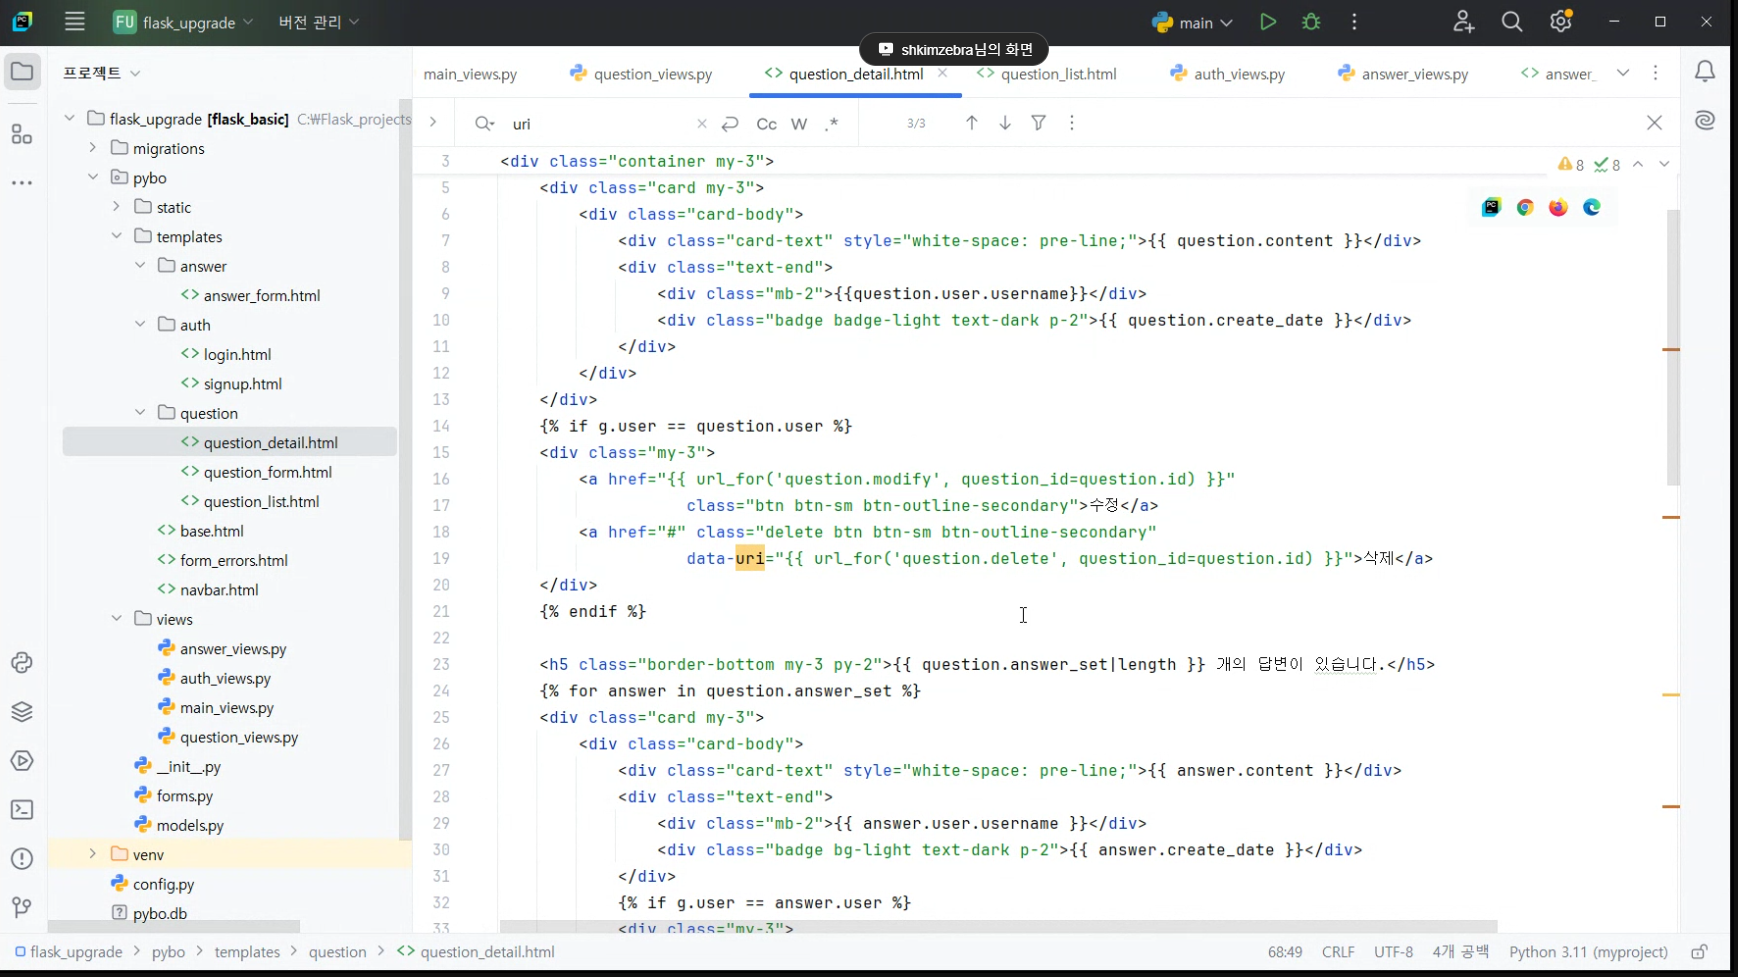 FU flask_upgrade 버전 관리 main
shkimzebra님의 화면
프로젝트
main_views.py question_views.py question_detail.html question_list.html auth_views.py answer_views.py answer_
uri Cc W .* 3/3
flask_upgrade [flask_basic] C:₩Flask_projects
migrations
pybo
static
templates
answer
answer_form.html
auth
login.html
signup.html
question
question_detail.html
question_form.html
question_list.html
base.html
form_errors.html
navbar.html
views
answer_views.py
auth_views.py
main_views.py
question_views.py
__init__.py
forms.py
models.py
venv
config.py
pybo.db
8 8
3 <div class="container my-3">
5 <div class="card my-3">
6 <div class="card-body">
7 <div class="card-text" style="white-space: pre-line;">{{ question.content }}</div>
8 <div class="text-end">
9 <div class="mb-2">{{question.user.username}}</div>
10 <div class="badge badge-light text-dark p-2">{{ question.create_date }}</div>
11 </div>
12 </div>
13 </div>
14 {% if g.user == question.user %}
15 <div class="my-3">
16 <a href="{{ url_for('question.modify', question_id=question.id) }}"
17 class="btn btn-sm btn-outline-secondary">수정</a>
18 <a href="#" class="delete btn btn-sm btn-outline-secondary"
19 data-uri="{{ url_for('question.delete', question_id=question.id) }}">삭제</a>
20 </div>
21 {% endif %}
22
23 <h5 class="border-bottom my-3 py-2">{{ question.answer_set|length }} 개의 답변이 있습니다.</h5>
24 {% for answer in question.answer_set %}
25 <div class="card my-3">
26 <div class="card-body">
27 <div class="card-text" style="white-space: pre-line;">{{ answer.content }}</div>
28 <div class="text-end">
29 <div class="mb-2">{{ answer.user.username }}</div>
30 <div class="badge bg-light text-dark p-2">{{ answer.create_date }}</div>
31 </div>
32 {% if g.user == answer.user %}
33 <div class="my-3">
flask_upgrade > pybo > templates > question > question_detail.html
68:49 CRLF UTF-8 4개 공백 Python 3.11 (myproject)